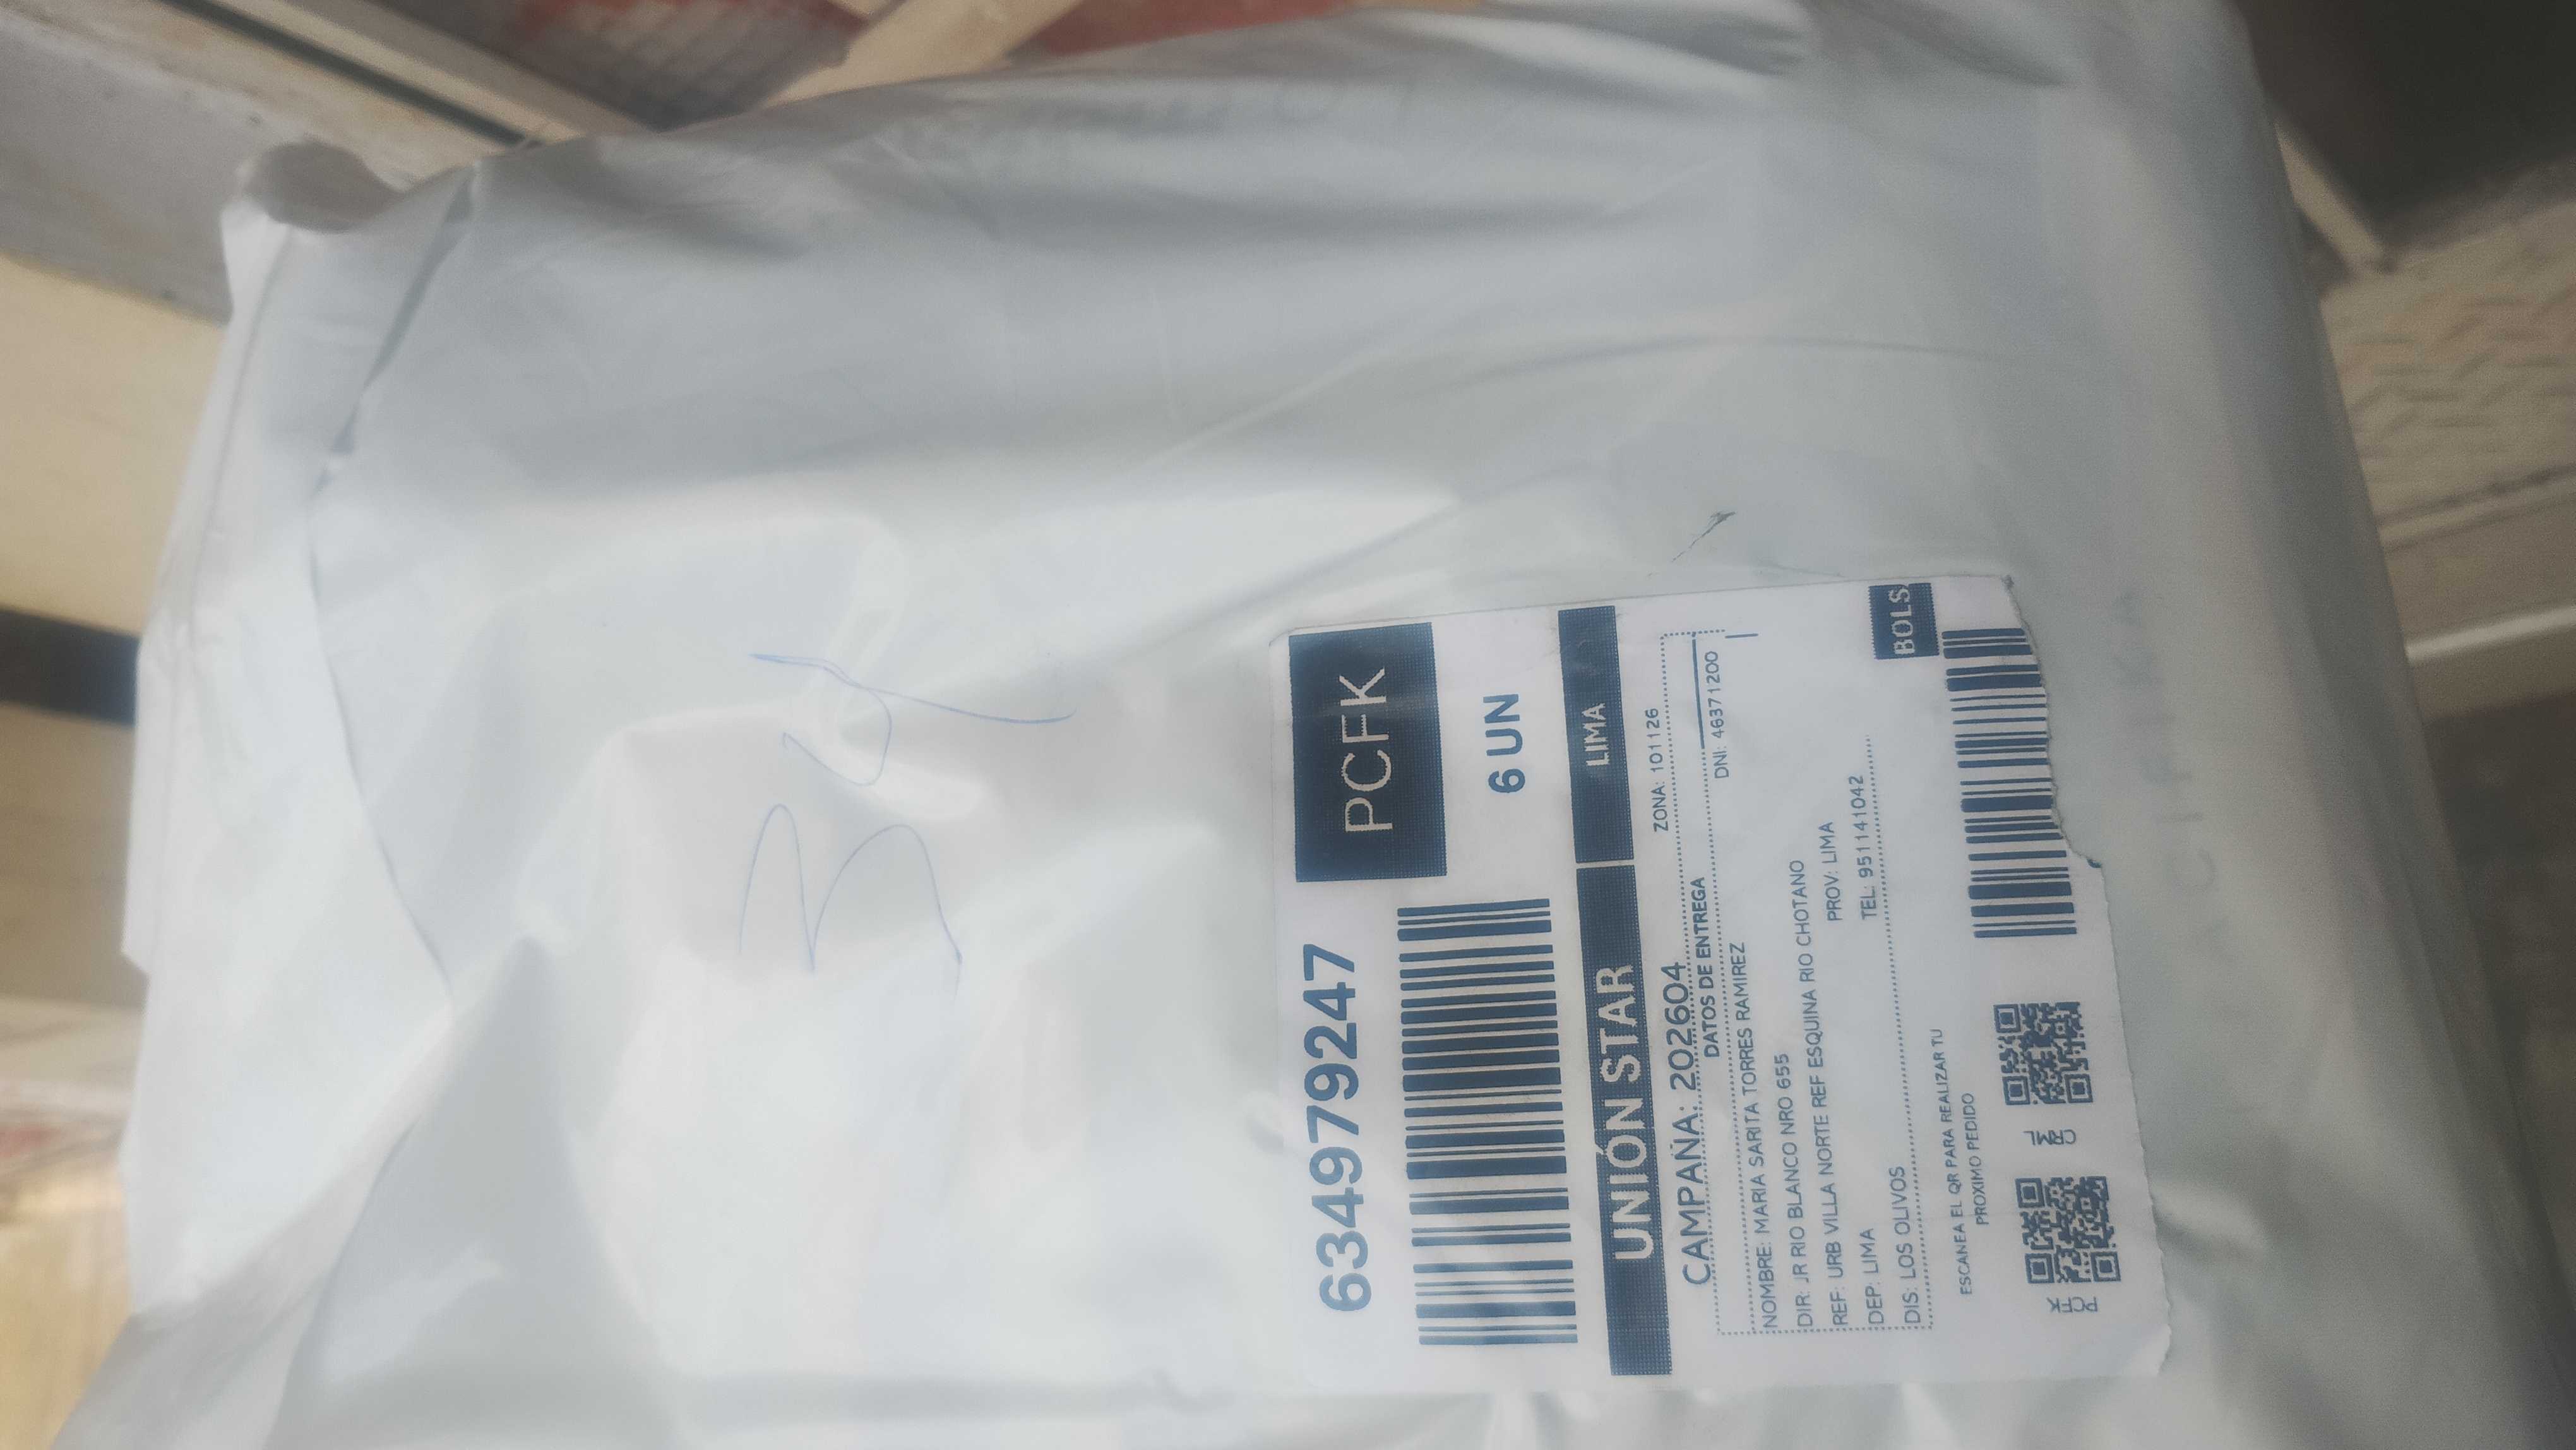 634979247
PCFK
6 UN
UNIÓN STAR LIMA
CAMPAÑA: 202604 ZONA: 101126
DATOS DE ENTREGA
DNI: 46371200
NOMBRE: MARIA SARITA TORRES RAMIREZ
DIR: JR RIO BLANCO NRO 655
REF: URB VILLA NORTE REF ESQUINA RIO CHOTANO
DEP: LIMA PROV: LIMA
DIS: LOS OLIVOS TEL: 951141042
ESCANEA EL QR PARA REALIZAR TU
PROXIMO PEDIDO
BOLS
PCFK